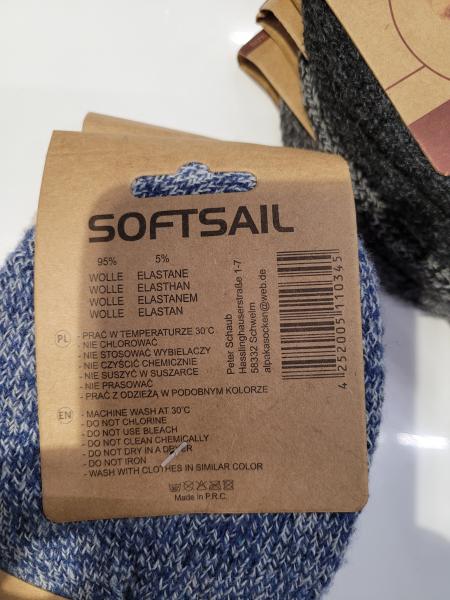 SOFTSAIL
95% 5%
WOLLE ELASTANE
WOLLE ELASTHAN
WOLLE ELASTANEM
WOLLE ELASTAN
PL
- PRAĆ W TEMPERATURZE 30°C
- NIE CHLOROWAĆ
- NIE STOSOWAĆ WYBIELACZY
- NIE CZYŚCIĆ CHEMICZNIE
- NIE SUSZYĆ W SUSZARCE
- NIE PRASOWAĆ
- PRAĆ Z ODZIEŻĄ W PODOBNYM KOLORZE
EN
- MACHINE WASH AT 30°C
- DO NOT CHLORINE
- DO NOT USE BLEACH
- DO NOT CLEAN CHEMICALLY
- DO NOT DRY IN A DRYER
- DO NOT IRON
- WASH WITH CLOTHES IN SIMILAR COLOR
Made in P.R.C.
Peter Schaub
Hasslinghauserstraße 1-7
58332 Schwelm
alpakasocken@web.de
4 252005 110345